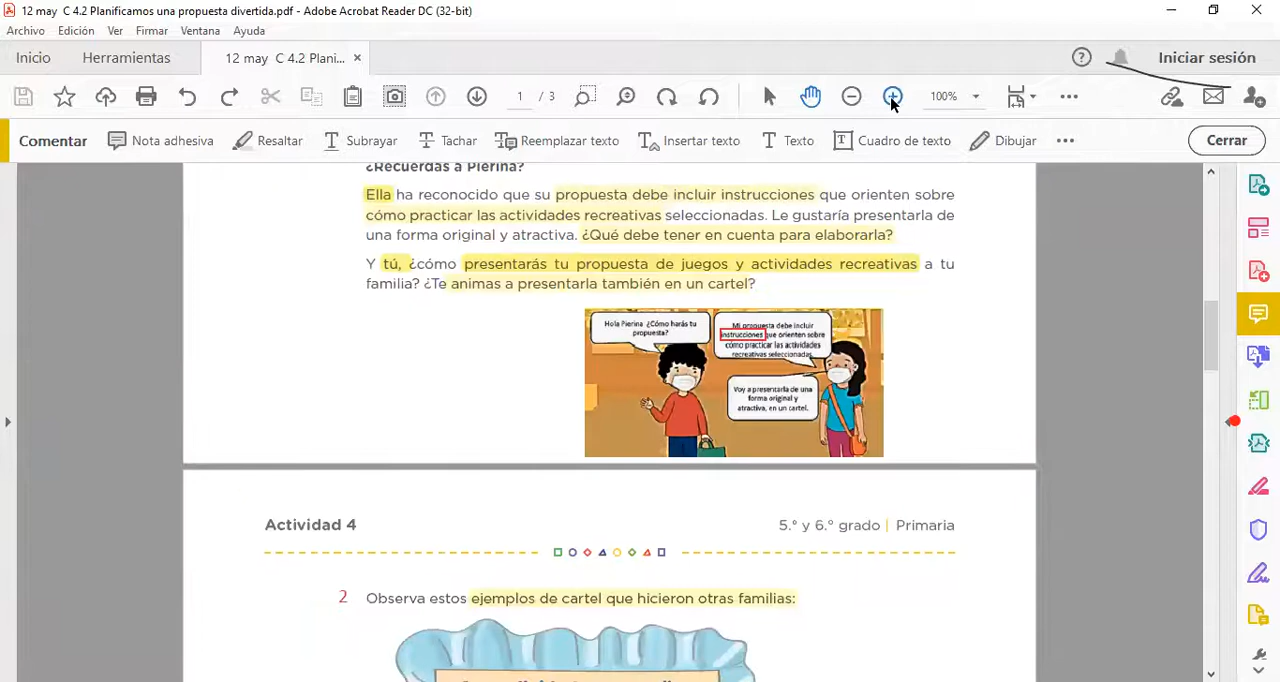 12 may  C 4.2 Planificamos una propuesta divertida.pdf - Adobe Acrobat Reader DC (32-bit)
Archivo Edición Ver Firmar Ventana Ayuda
Inicio Herramientas 12 may C 4.2 Plani... × Iniciar sesión
1 / 3 100%
Comentar Nota adhesiva Resaltar Subrayar Tachar Reemplazar texto Insertar texto Texto Cuadro de texto Dibujar Cerrar
¿Recuerdas a Pierina?
Ella ha reconocido que su propuesta debe incluir instrucciones que orienten sobre
cómo practicar las actividades recreativas seleccionadas. Le gustaría presentarla de
una forma original y atractiva. ¿Qué debe tener en cuenta para elaborarla?
Y tú, ¿cómo presentarás tu propuesta de juegos y actividades recreativas a tu
familia? ¿Te animas a presentarla también en un cartel?
Hola Pierina ¿Cómo harás tu
propuesta?
Mi propuesta debe incluir
instrucciones que orienten sobre
cómo practicar las actividades
recreativas seleccionadas.
Voy a presentarla de una
forma original y
atractiva, en un cartel.
Actividad 4 5.° y 6.° grado | Primaria
2 Observa estos ejemplos de cartel que hicieron otras familias: